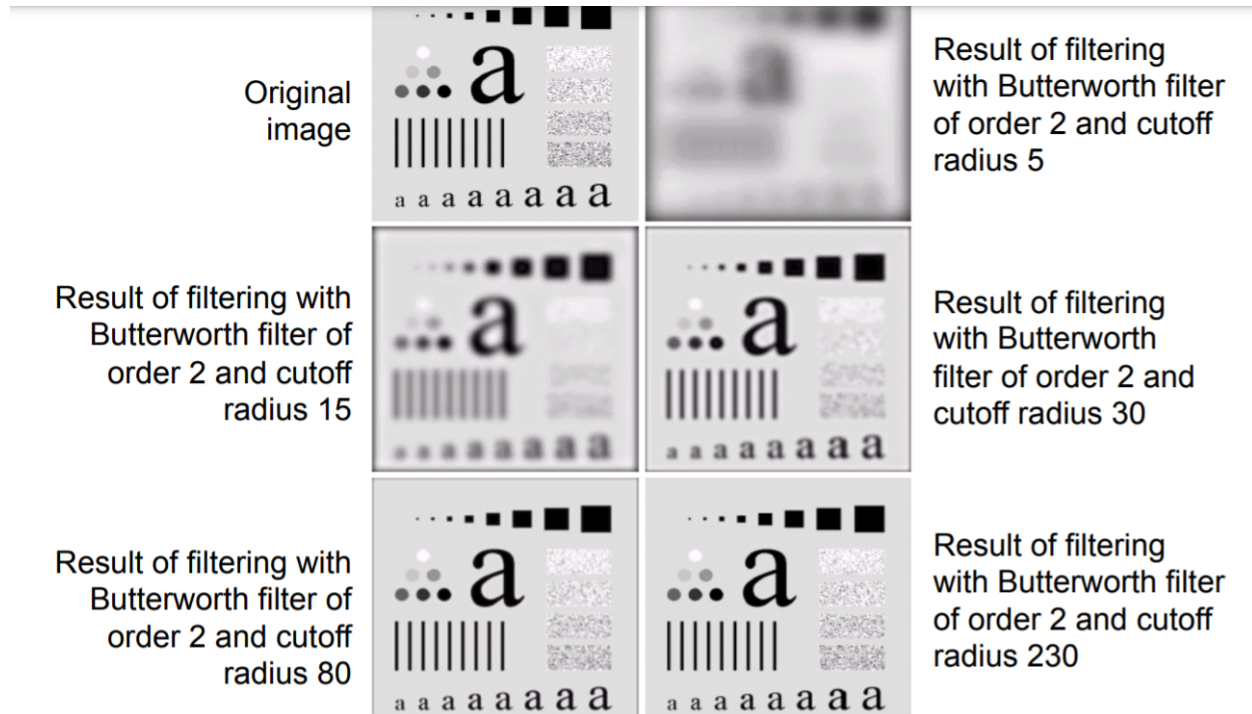 Original
image
a
Result of filtering
with Butterworth filter
of order 2 and cutoff
radius 5
a
a a a a a a a a
Result of filtering with
Butterworth filter of
order 2 and cutoff
radius 15
a
a a a a a a a a
Result of filtering
with Butterworth
filter of order 2 and
cutoff radius 30
a
a a a a a a a a
Result of filtering with
Butterworth filter of
order 2 and cutoff
radius 80
a
a a a a a a a a
Result of filtering
with Butterworth filter
of order 2 and cutoff
radius 230
a
a a a a a a a a